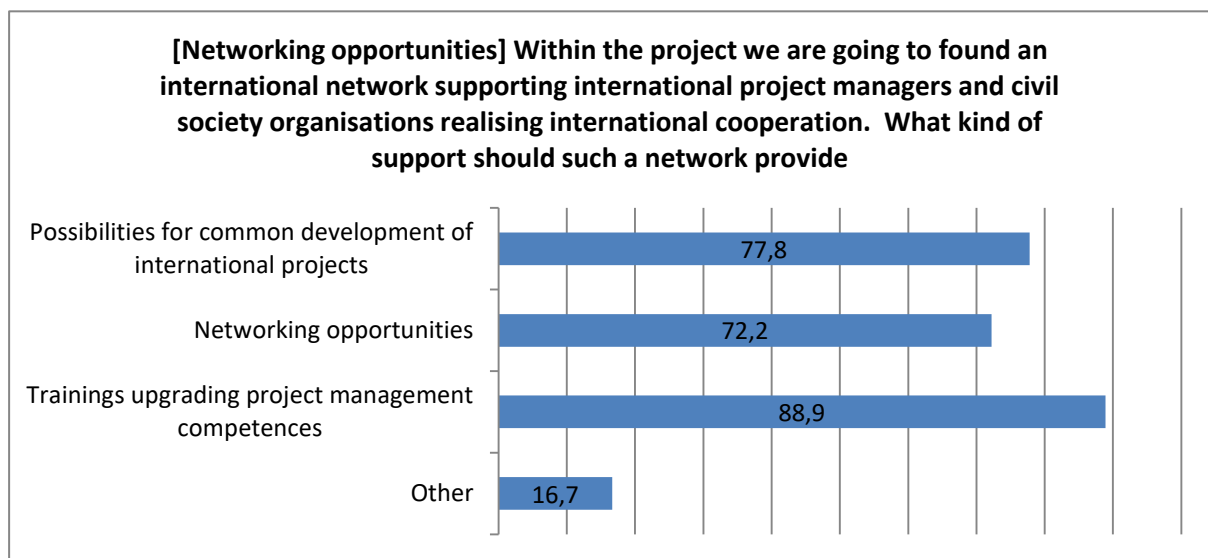 [Networking opportunities] Within the project we are going to found an
international network supporting international project managers and civil
society organisations realising international cooperation.  What kind of
support should such a network provide
Possibilities for common development of
international projects
77,8
Networking opportunities
72,2
Trainings upgrading project management
competences
88,9
Other
16,7